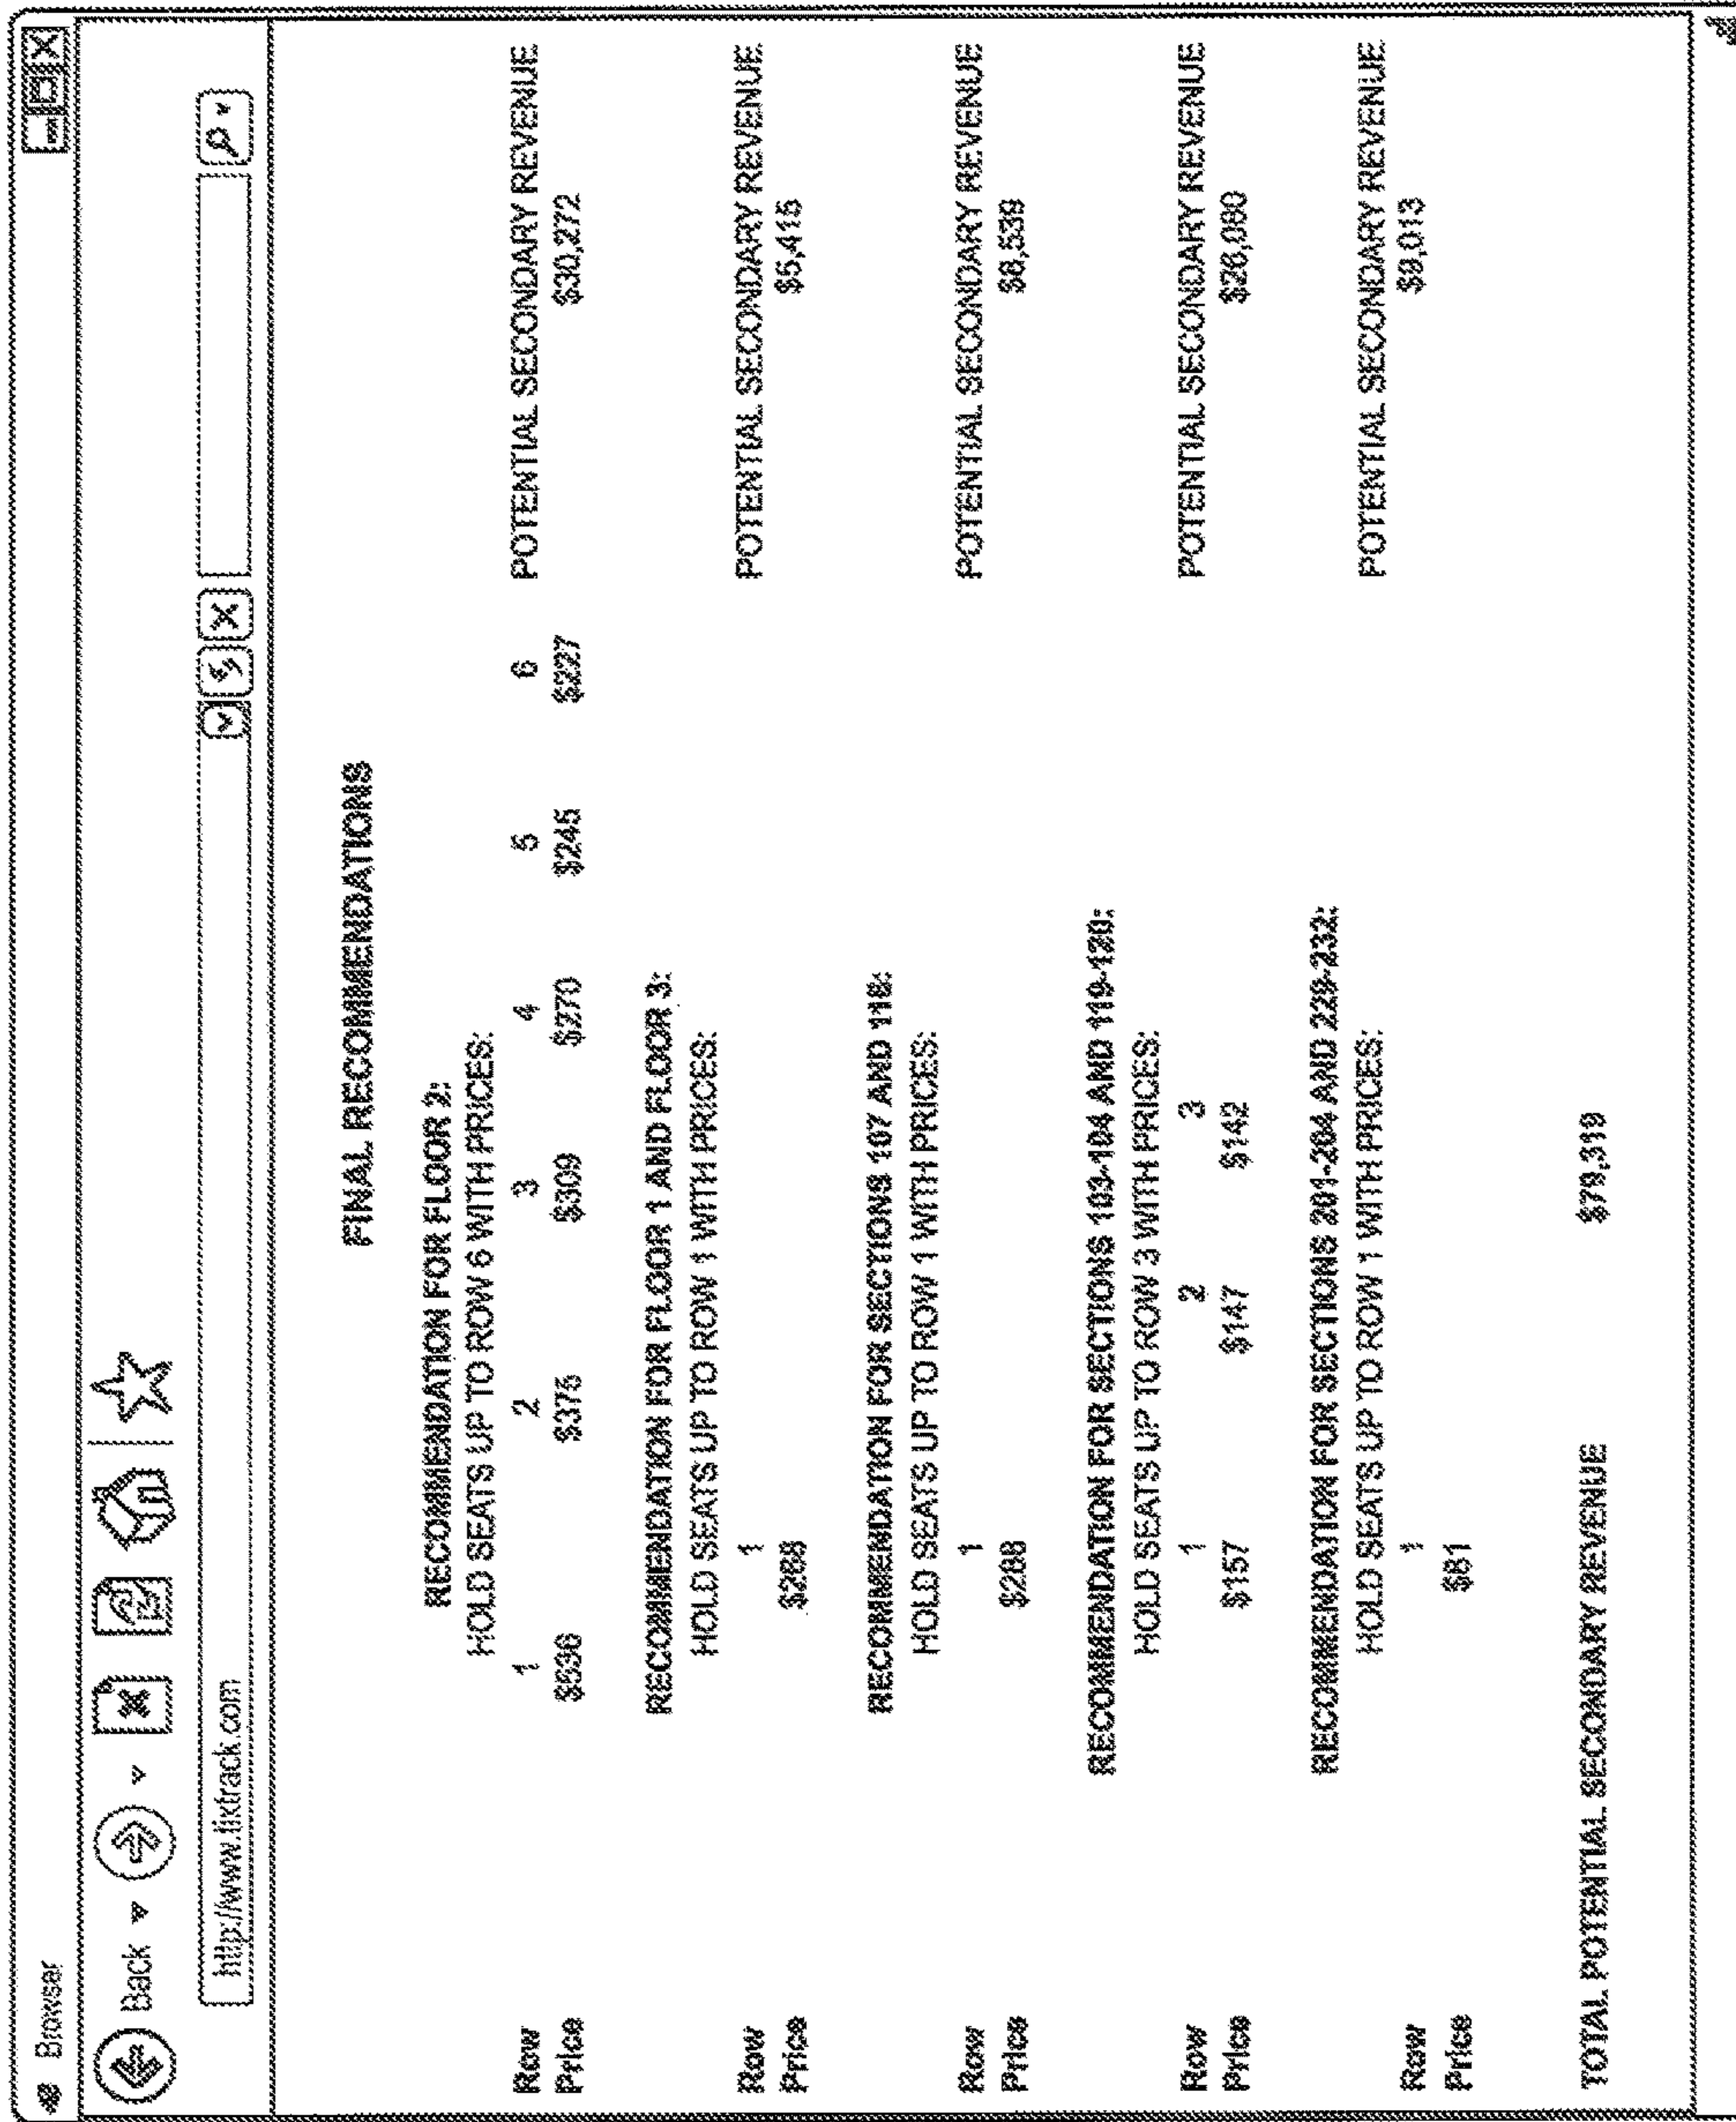 Browser
Back
http://www.tixtrack.com
FINAL RECOMMENDATIONS
RECOMMENDATION FOR FLOOR 2:
HOLD SEATS UP TO ROW 6 WITH PRICES:
Row 1 2 3 4 5 6 POTENTIAL SECONDARY REVENUE
Price $536 $375 $309 $270 $245 $227 $30,272
RECOMMENDATION FOR FLOOR 1 AND FLOOR 3:
HOLD SEATS UP TO ROW 1 WITH PRICES:
Row 1 POTENTIAL SECONDARY REVENUE
Price $5,415
RECOMMENDATION FOR SECTIONS 107 AND 116:
HOLD SEATS UP TO ROW 1 WITH PRICES:
Row 1 POTENTIAL SECONDARY REVENUE
Price
RECOMMENDATION FOR SECTIONS 103-104 AND 119-120:
HOLD SEATS UP TO ROW 3 WITH PRICES:
Row 1 2 3 POTENTIAL SECONDARY REVENUE
Price $157 $147 $142
RECOMMENDATION FOR SECTIONS 201-204 AND 229-232:
HOLD SEATS UP TO ROW 1 WITH PRICES:
POTENTIAL SECONDARY REVENUE
Row 1 $9,013
Price $81
TOTAL POTENTIAL SECONDARY REVENUE $79,319